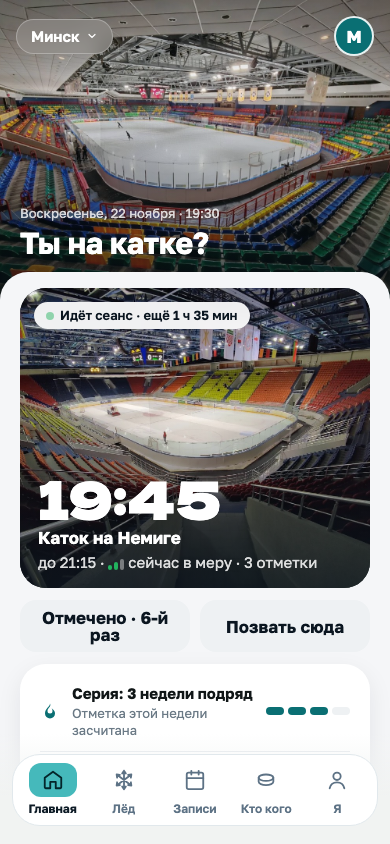 Минск
М
Воскресенье, 22 ноября · 19:30
Ты на катке?
Идёт сеанс · ещё 1 ч 35 мин
19:45
Каток на Немиге
до 21:15 · сейчас в меру · 3 отметки
Отмечено · 6-й
раз
Позвать сюда
Серия: 3 недели подряд
Отметка этой недели
засчитана
Главная
Лёд
Записи
Кто кого
Я